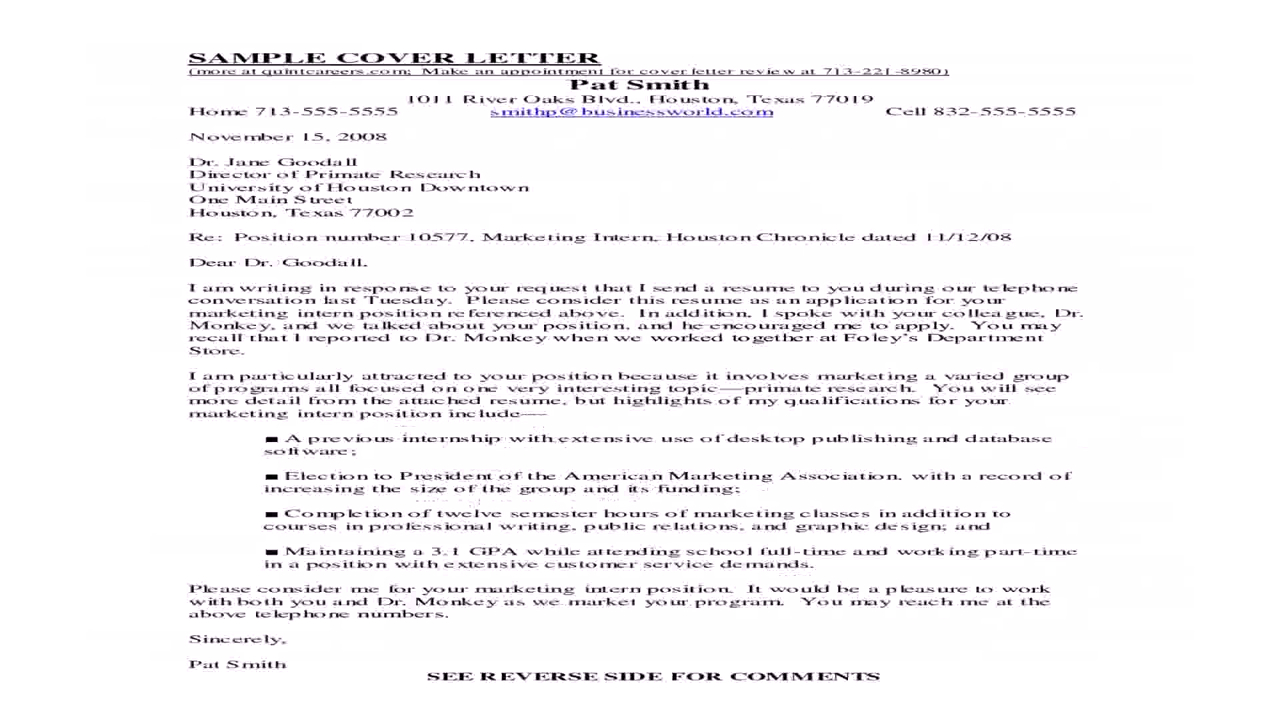 SAMPLE COVER LETTER
(more at quintcareers.com; Make an appointment for cover letter review at 713-221-8980)
Pat Smith
1011 River Oaks Blvd., Houston, Texas 77019
Home 713-555-5555 smithp@businessworld.com Cell 832-555-5555
November 15, 2008
Dr. Jane Goodall
Director of Primate Research
University of Houston Downtown
One Main Street
Houston, Texas 77002
Re: Position number 10577, Marketing Intern, Houston Chronicle dated 11/12/08
Dear Dr. Goodall,
I am writing in response to your request that I send a resume to you during our telephone
conversation last Tuesday. Please consider this resume as an application for your
marketing intern position referenced above. In addition, I spoke with your colleague, Dr.
Monkey, and we talked about your position, and he encouraged me to apply. You may
recall that I reported to Dr. Monkey when we worked together at Foley's Department
Store.
I am particularly attracted to your position because it involves marketing a varied group
of programs all focused on one very interesting topic—primate research. You will see
more detail from the attached resume, but highlights of my qualifications for your
marketing intern position include—
■ A previous internship with extensive use of desktop publishing and database
software;
■ Election to President of the American Marketing Association, with a record of
increasing the size of the group and its funding;
■ Completion of twelve semester hours of marketing classes in addition to
courses in professional writing, public relations, and graphic design; and
■ Maintaining a 3.1 GPA while attending school full-time and working part-time
in a position with extensive customer service demands.
Please consider me for your marketing intern position. It would be a pleasure to work
with both you and Dr. Monkey as we market your program. You may reach me at the
above telephone numbers.
Sincerely,
Pat Smith
SEE REVERSE SIDE FOR COMMENTS